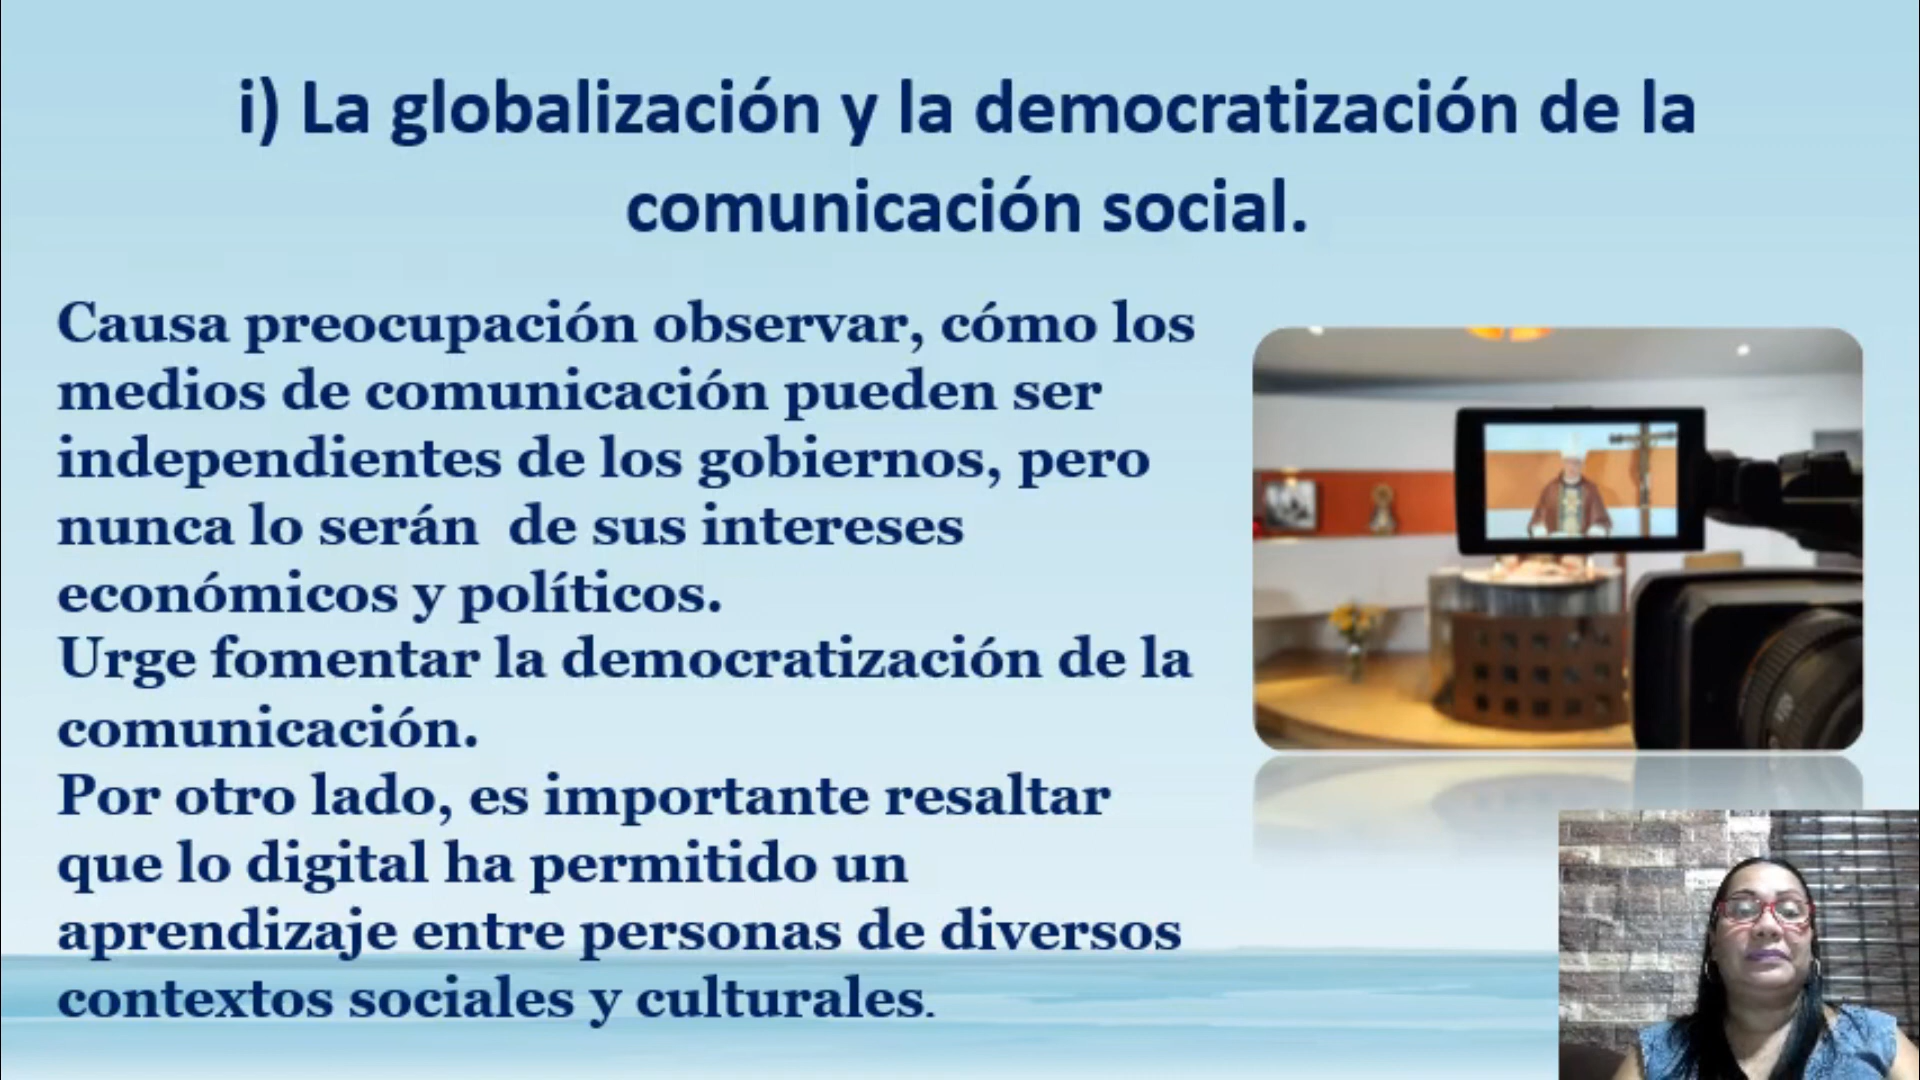 i) La globalización y la democratización de la
comunicación social.
Causa preocupación observar, cómo los
medios de comunicación pueden ser
independientes de los gobiernos, pero
nunca lo serán  de sus intereses
económicos y políticos.
Urge fomentar la democratización de la
comunicación.
Por otro lado, es importante resaltar
que lo digital ha permitido un
aprendizaje entre personas de diversos
contextos sociales y culturales.